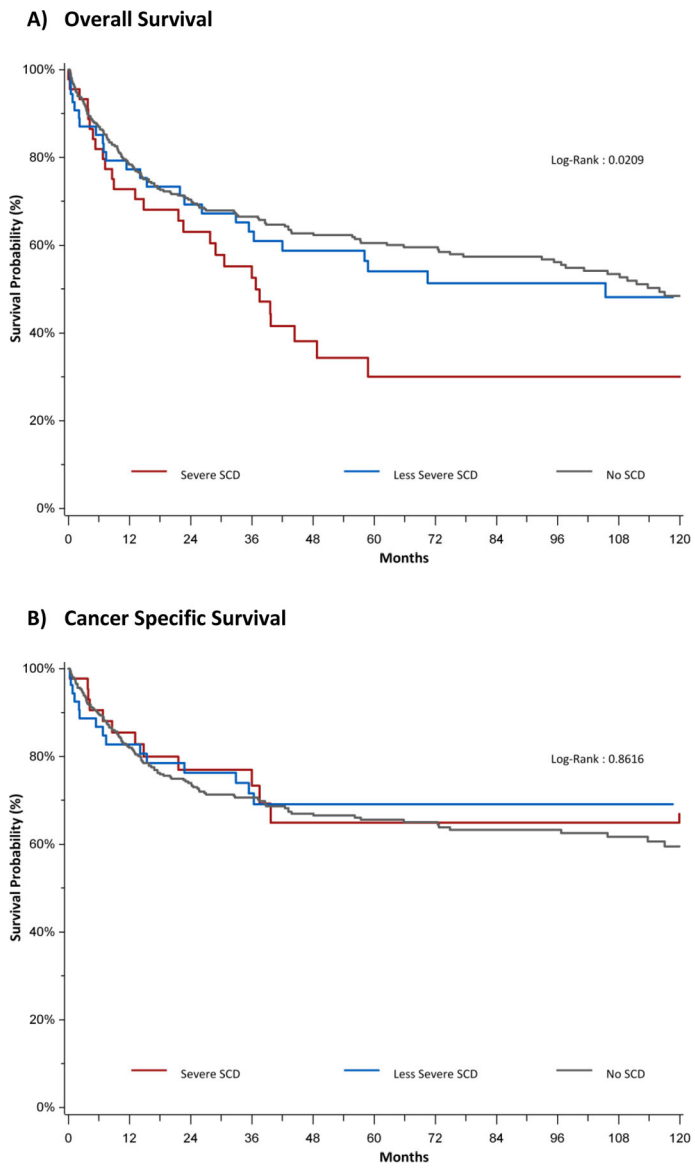 A) Overall Survival
100%
80%
60%
40%
20%
0%
Survival Probability (%)
Log-Rank : 0.0209
Severe SCD Less Severe SCD No SCD
0 12 24 36 48 60 72 84 96 108 120
Months
B) Cancer Specific Survival
100%
80%
60%
40%
20%
0%
Survival Probability (%)
Log-Rank : 0.8616
Severe SCD Less Severe SCD No SCD
0 12 24 36 48 60 72 84 96 108 120
Months